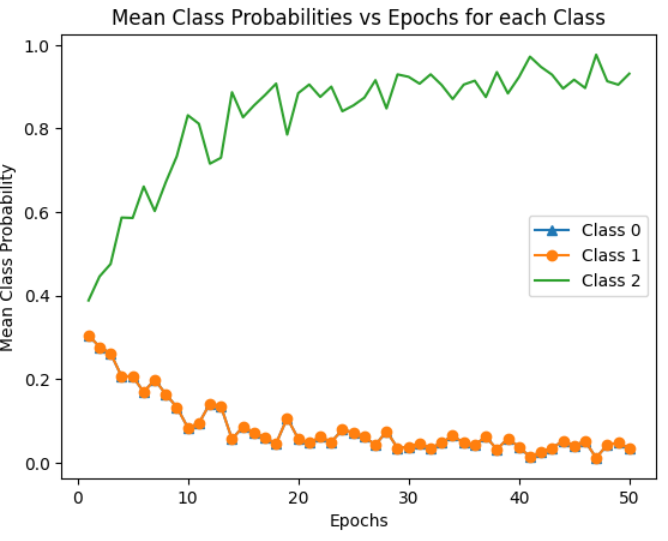 Mean Class Probabilities vs Epochs for each Class
Mean Class Probability
1.0
0.8
0.6
0.4
0.2
0.0
Class 0
Class 1
Class 2
0 10 20 30 40 50
Epochs